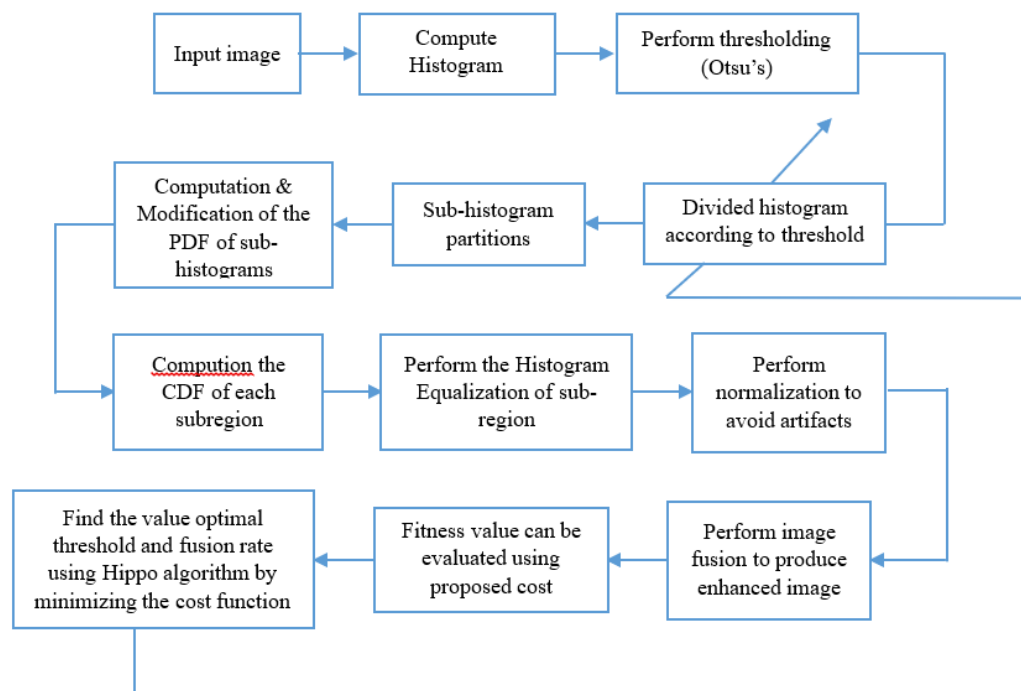 Input image
Compute
Histogram
Perform thresholding
(Otsu's)
Divided histogram
according to threshold
Sub-histogram
partitions
Computation &
Modification of the
PDF of sub-
histograms
Compution the
CDF of each
subregion
Perform the Histogram
Equalization of sub-
region
Perform
normalization to
avoid artifacts
Perform image
fusion to produce
enhanced image
Fitness value can be
evaluated using
proposed cost
Find the value optimal
threshold and fusion rate
using Hippo algorithm by
minimizing the cost function